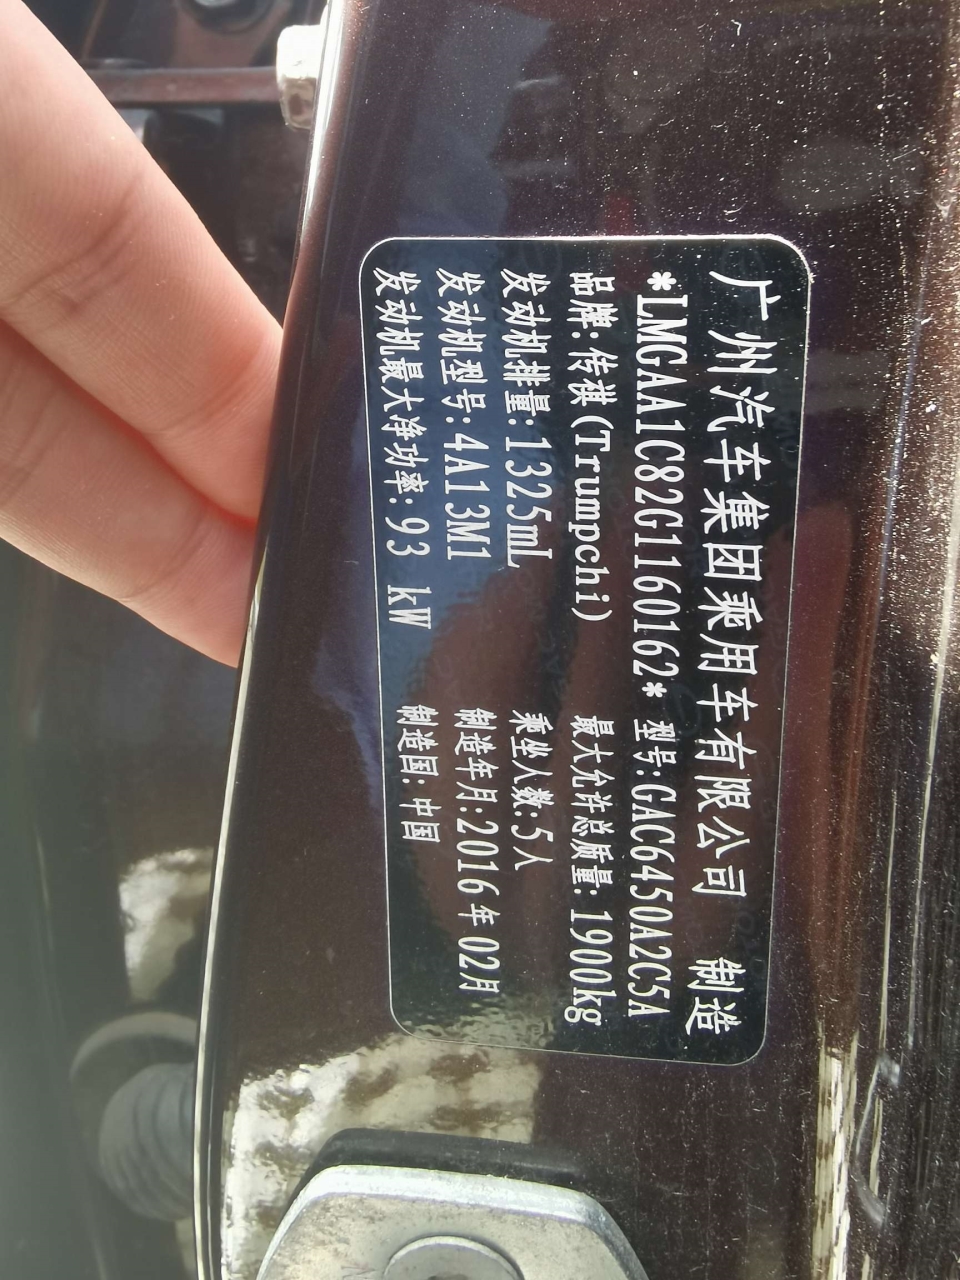 广州汽车集团乘用车有限公司 制造
*LMGAA1C82G1160162* 型号:GAC6450A2C5A
品牌:传祺(Trumpchi) 最大允许总质量:1900kg
发动机排量:1325mL 乘坐人数:5人
发动机型号:4A13M1 制造年月:2016年02月
发动机最大净功率:93 kW 制造国:中国